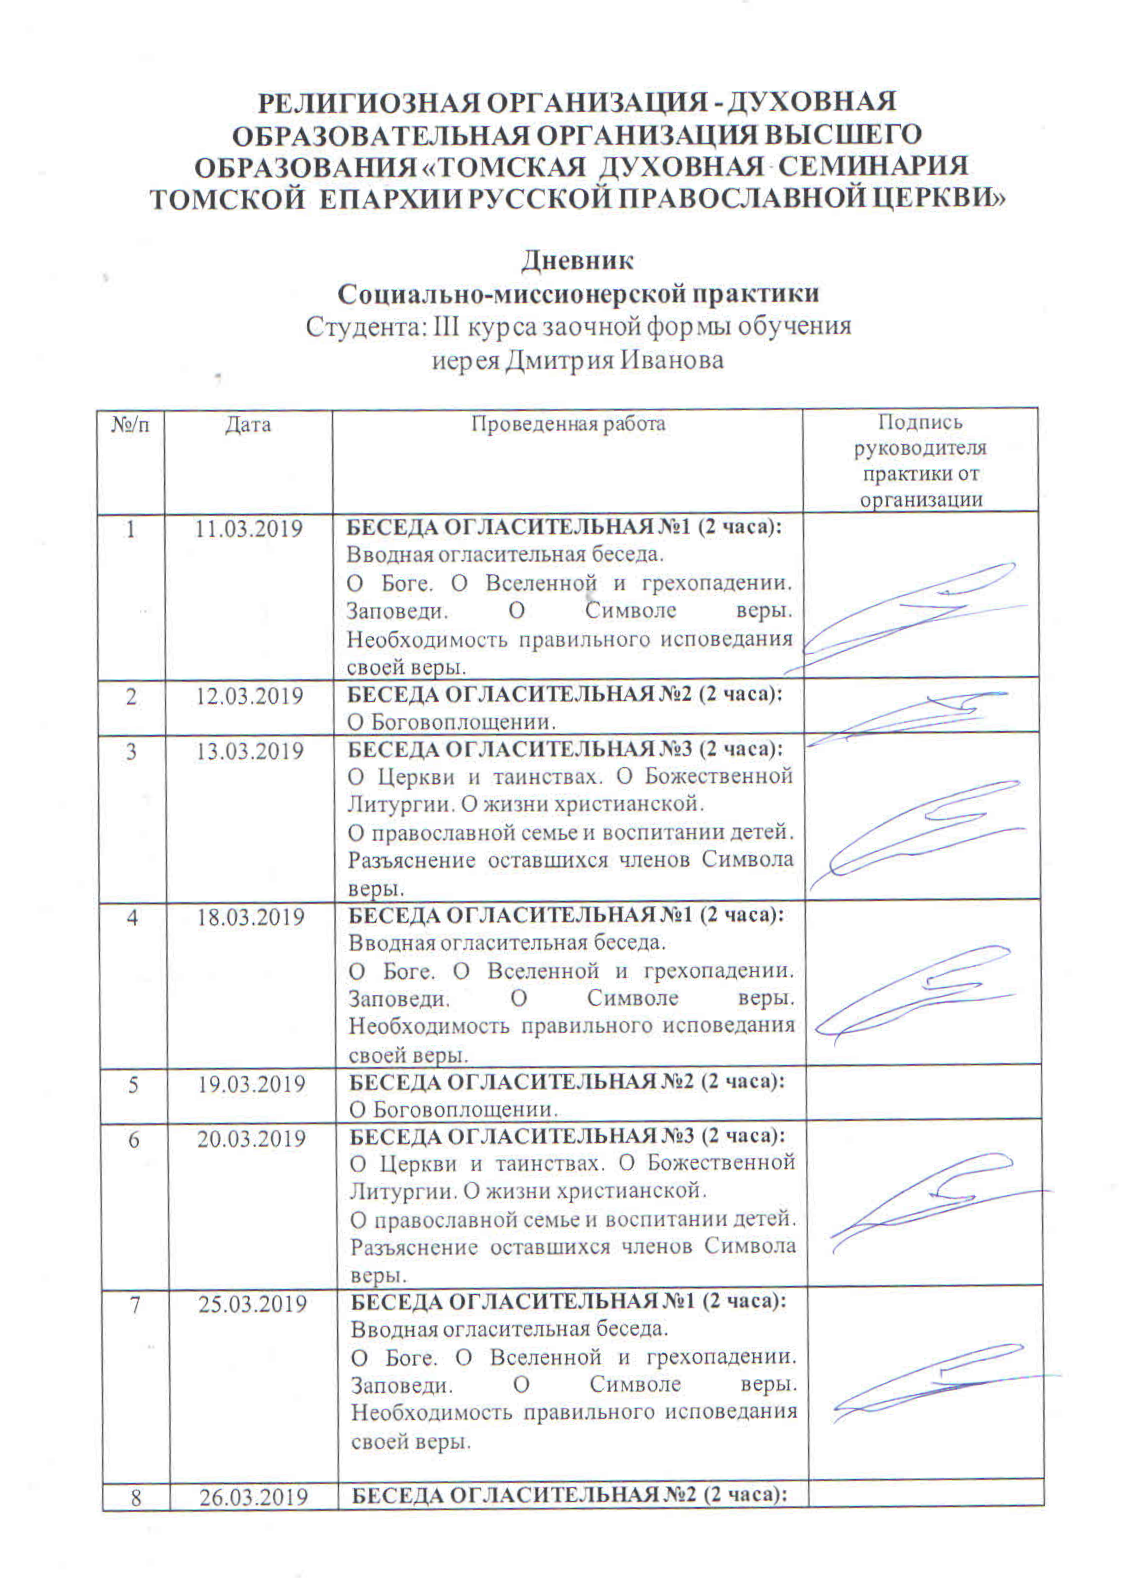 РЕЛИГИОЗНАЯ ОРГАНИЗАЦИЯ - ДУХОВНАЯ
ОБРАЗОВАТЕЛЬНАЯ ОРГАНИЗАЦИЯ ВЫСШЕГО
ОБРАЗОВАНИЯ «ТОМСКАЯ ДУХОВНАЯ СЕМИНАРИЯ
ТОМСКОЙ ЕПАРХИИ РУССКОЙ ПРАВОСЛАВНОЙ ЦЕРКВИ»
Дневник
Социально-миссионерской практики
Студента: III курса заочной формы обучения
иерея Дмитрия Иванова
№/п Дата Проведенная работа Подпись
руководителя
практики от
организации
1 11.03.2019 БЕСЕДА ОГЛАСИТЕЛЬНАЯ №1 (2 часа):
Вводная огласительная беседа.
О Боге. О Вселенной и грехопадении.
Заповеди. О Символе веры.
Необходимость правильного исповедания
своей веры.
2 12.03.2019 БЕСЕДА ОГЛАСИТЕЛЬНАЯ №2 (2 часа):
О Боговоплощении.
3 13.03.2019 БЕСЕДА ОГЛАСИТЕЛЬНАЯ №3 (2 часа):
О Церкви и таинствах. О Божественной
Литургии. О жизни христианской.
О православной семье и воспитании детей.
Разъяснение оставшихся членов Символа
веры.
4 18.03.2019 БЕСЕДА ОГЛАСИТЕЛЬНАЯ №1 (2 часа):
Вводная огласительная беседа.
О Боге. О Вселенной и грехопадении.
Заповеди. О Символе веры.
Необходимость правильного исповедания
своей веры.
5 19.03.2019 БЕСЕДА ОГЛАСИТЕЛЬНАЯ №2 (2 часа):
О Боговоплощении.
6 20.03.2019 БЕСЕДА ОГЛАСИТЕЛЬНАЯ №3 (2 часа):
О Церкви и таинствах. О Божественной
Литургии. О жизни христианской.
О православной семье и воспитании детей.
Разъяснение оставшихся членов Символа
веры.
7 25.03.2019 БЕСЕДА ОГЛАСИТЕЛЬНАЯ №1 (2 часа):
Вводная огласительная беседа.
О Боге. О Вселенной и грехопадении.
Заповеди. О Символе веры.
Необходимость правильного исповедания
своей веры.
8 26.03.2019 БЕСЕДА ОГЛАСИТЕЛЬНАЯ №2 (2 часа):